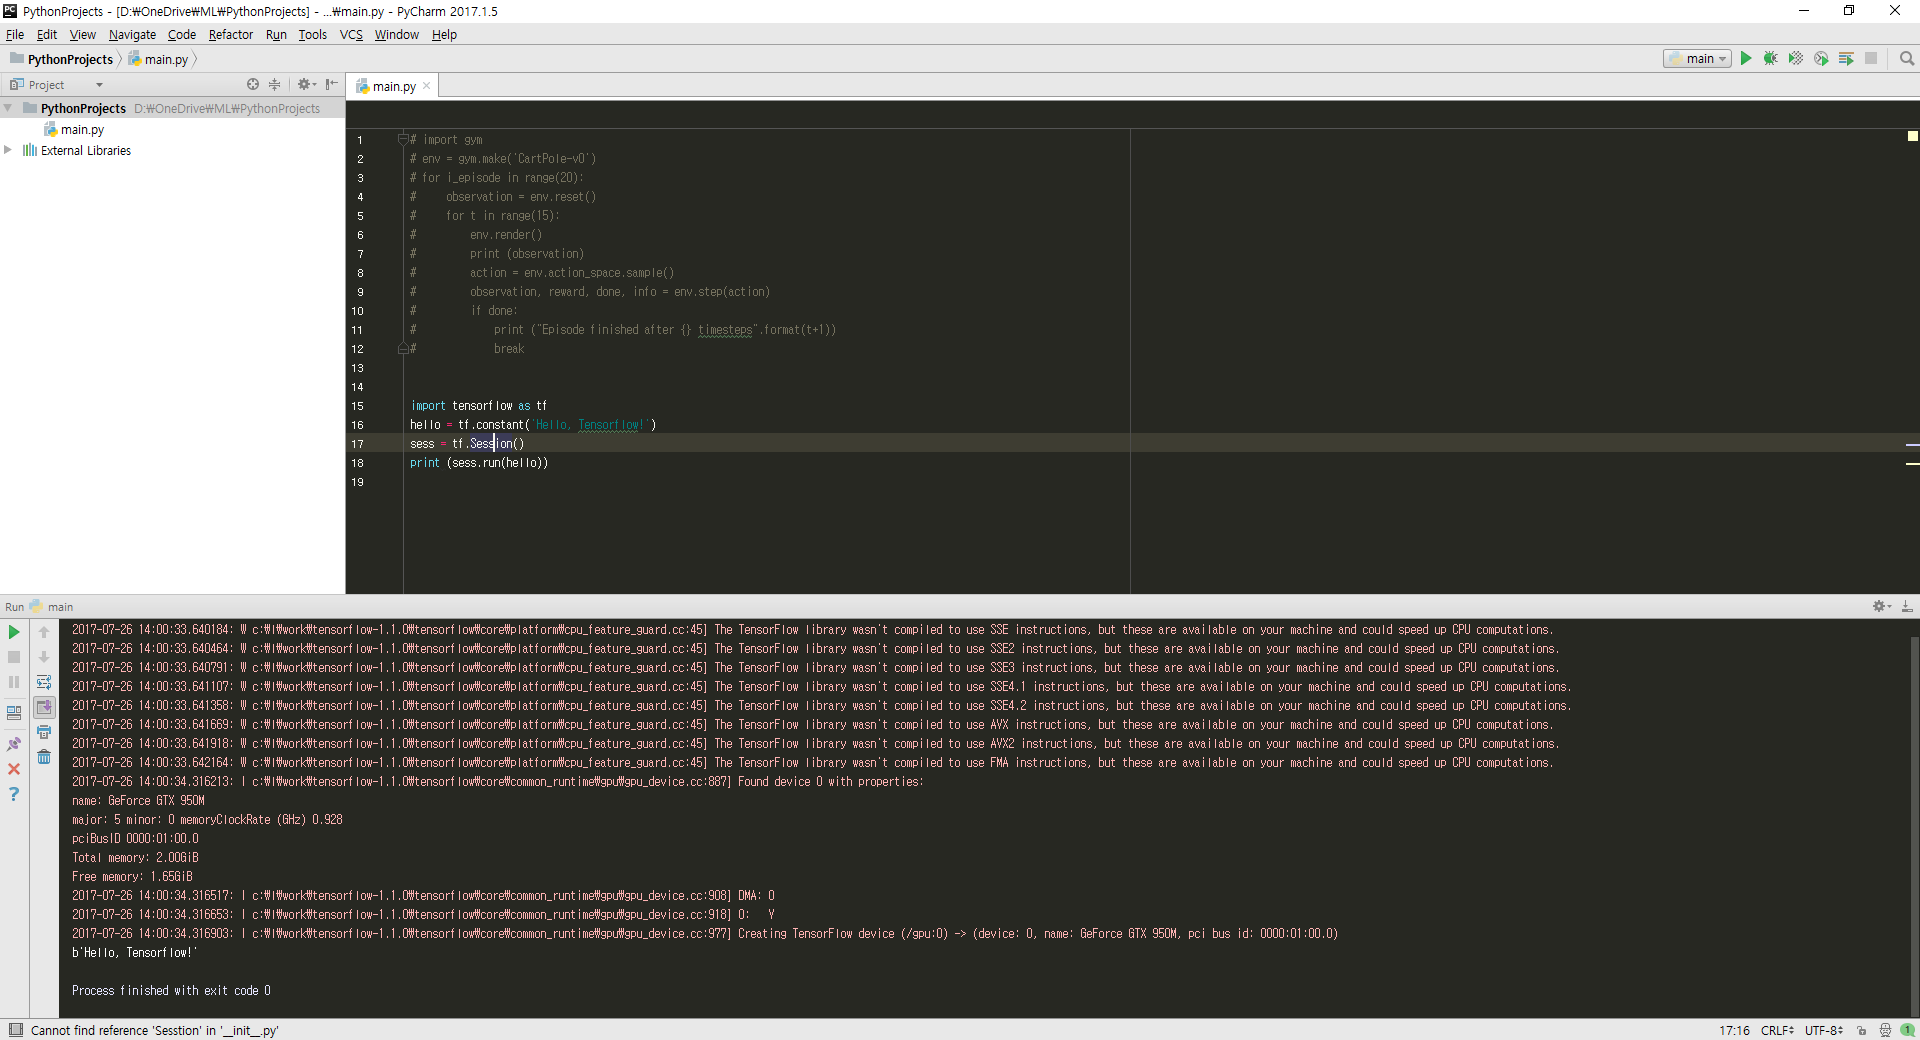 PythonProjects - [D:₩OneDrive₩ML₩PythonProjects] - ...₩main.py - PyCharm 2017.1.5
File Edit View Navigate Code Refactor Run Tools VCS Window Help
PythonProjects main.py main
Project main.py
PythonProjects D:₩OneDrive₩ML₩PythonProjects
main.py
External Libraries
1 # import gym
2 # env = gym.make('CartPole-v0')
3 # for i_episode in range(20):
4 #     observation = env.reset()
5 #     for t in range(15):
6 #         env.render()
7 #         print (observation)
8 #         action = env.action_space.sample()
9 #         observation, reward, done, info = env.step(action)
10 #         if done:
11 #             print ("Episode finished after {} timesteps".format(t+1))
12 #             break
13
14
15 import tensorflow as tf
16 hello = tf.constant('Hello, Tensorflow!')
17 sess = tf.Session()
18 print (sess.run(hello))
19
Run main
2017-07-26 14:00:33.640184: W c:₩l₩work₩tensorflow-1.1.0₩tensorflow₩core₩platform₩cpu_feature_guard.cc:45] The TensorFlow library wasn't compiled to use SSE instructions, but these are available on your machine and could speed up CPU computations.
2017-07-26 14:00:33.640464: W c:₩l₩work₩tensorflow-1.1.0₩tensorflow₩core₩platform₩cpu_feature_guard.cc:45] The TensorFlow library wasn't compiled to use SSE2 instructions, but these are available on your machine and could speed up CPU computations.
2017-07-26 14:00:33.640791: W c:₩l₩work₩tensorflow-1.1.0₩tensorflow₩core₩platform₩cpu_feature_guard.cc:45] The TensorFlow library wasn't compiled to use SSE3 instructions, but these are available on your machine and could speed up CPU computations.
2017-07-26 14:00:33.641107: W c:₩l₩work₩tensorflow-1.1.0₩tensorflow₩core₩platform₩cpu_feature_guard.cc:45] The TensorFlow library wasn't compiled to use SSE4.1 instructions, but these are available on your machine and could speed up CPU computations.
2017-07-26 14:00:33.641358: W c:₩l₩work₩tensorflow-1.1.0₩tensorflow₩core₩platform₩cpu_feature_guard.cc:45] The TensorFlow library wasn't compiled to use SSE4.2 instructions, but these are available on your machine and could speed up CPU computations.
2017-07-26 14:00:33.641669: W c:₩l₩work₩tensorflow-1.1.0₩tensorflow₩core₩platform₩cpu_feature_guard.cc:45] The TensorFlow library wasn't compiled to use AVX instructions, but these are available on your machine and could speed up CPU computations.
2017-07-26 14:00:33.641918: W c:₩l₩work₩tensorflow-1.1.0₩tensorflow₩core₩platform₩cpu_feature_guard.cc:45] The TensorFlow library wasn't compiled to use AVX2 instructions, but these are available on your machine and could speed up CPU computations.
2017-07-26 14:00:33.642164: W c:₩l₩work₩tensorflow-1.1.0₩tensorflow₩core₩platform₩cpu_feature_guard.cc:45] The TensorFlow library wasn't compiled to use FMA instructions, but these are available on your machine and could speed up CPU computations.
2017-07-26 14:00:34.316213: I c:₩l₩work₩tensorflow-1.1.0₩tensorflow₩core₩common_runtime₩gpu₩gpu_device.cc:887] Found device 0 with properties:
name: GeForce GTX 950M
major: 5 minor: 0 memoryClockRate (GHz) 0.928
pciBusID 0000:01:00.0
Total memory: 2.00GiB
Free memory: 1.65GiB
2017-07-26 14:00:34.316517: I c:₩l₩work₩tensorflow-1.1.0₩tensorflow₩core₩common_runtime₩gpu₩gpu_device.cc:908] DMA: 0
2017-07-26 14:00:34.316653: I c:₩l₩work₩tensorflow-1.1.0₩tensorflow₩core₩common_runtime₩gpu₩gpu_device.cc:918] 0:   Y
2017-07-26 14:00:34.316903: I c:₩l₩work₩tensorflow-1.1.0₩tensorflow₩core₩common_runtime₩gpu₩gpu_device.cc:977] Creating TensorFlow device (/gpu:0) -> (device: 0, name: GeForce GTX 950M, pci bus id: 0000:01:00.0)
b'Hello, Tensorflow!'
Process finished with exit code 0
Cannot find reference 'Sesstion' in '__init__.py' 17:16 CRLF UTF-8 1